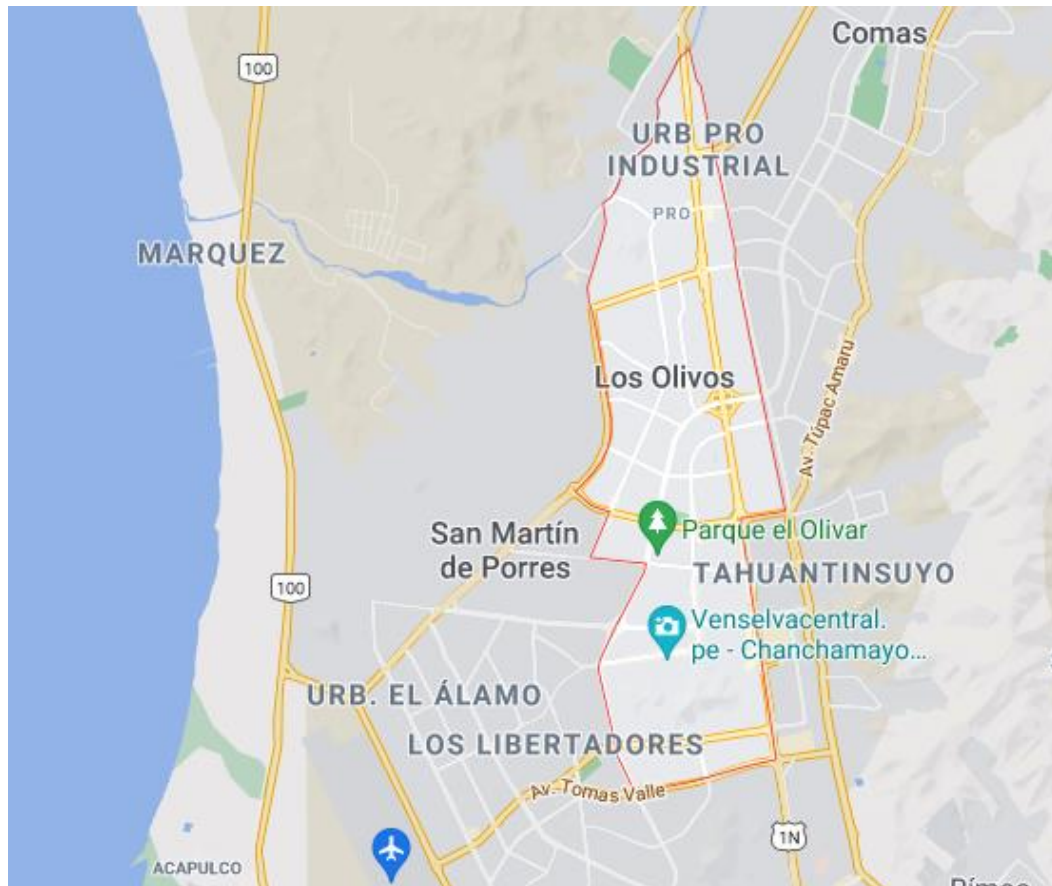 Comas
100
URB PRO
INDUSTRIAL
PRO
MARQUEZ
Los Olivos
Av. Túpac Amaru
Parque el Olivar
San Martín
de Porres
TAHUANTINSUYO
100
Venselvacentral.
pe - Chanchamayo...
URB. EL ÁLAMO
LOS LIBERTADORES
Av. Tomas Valle
1N
ACAPULCO